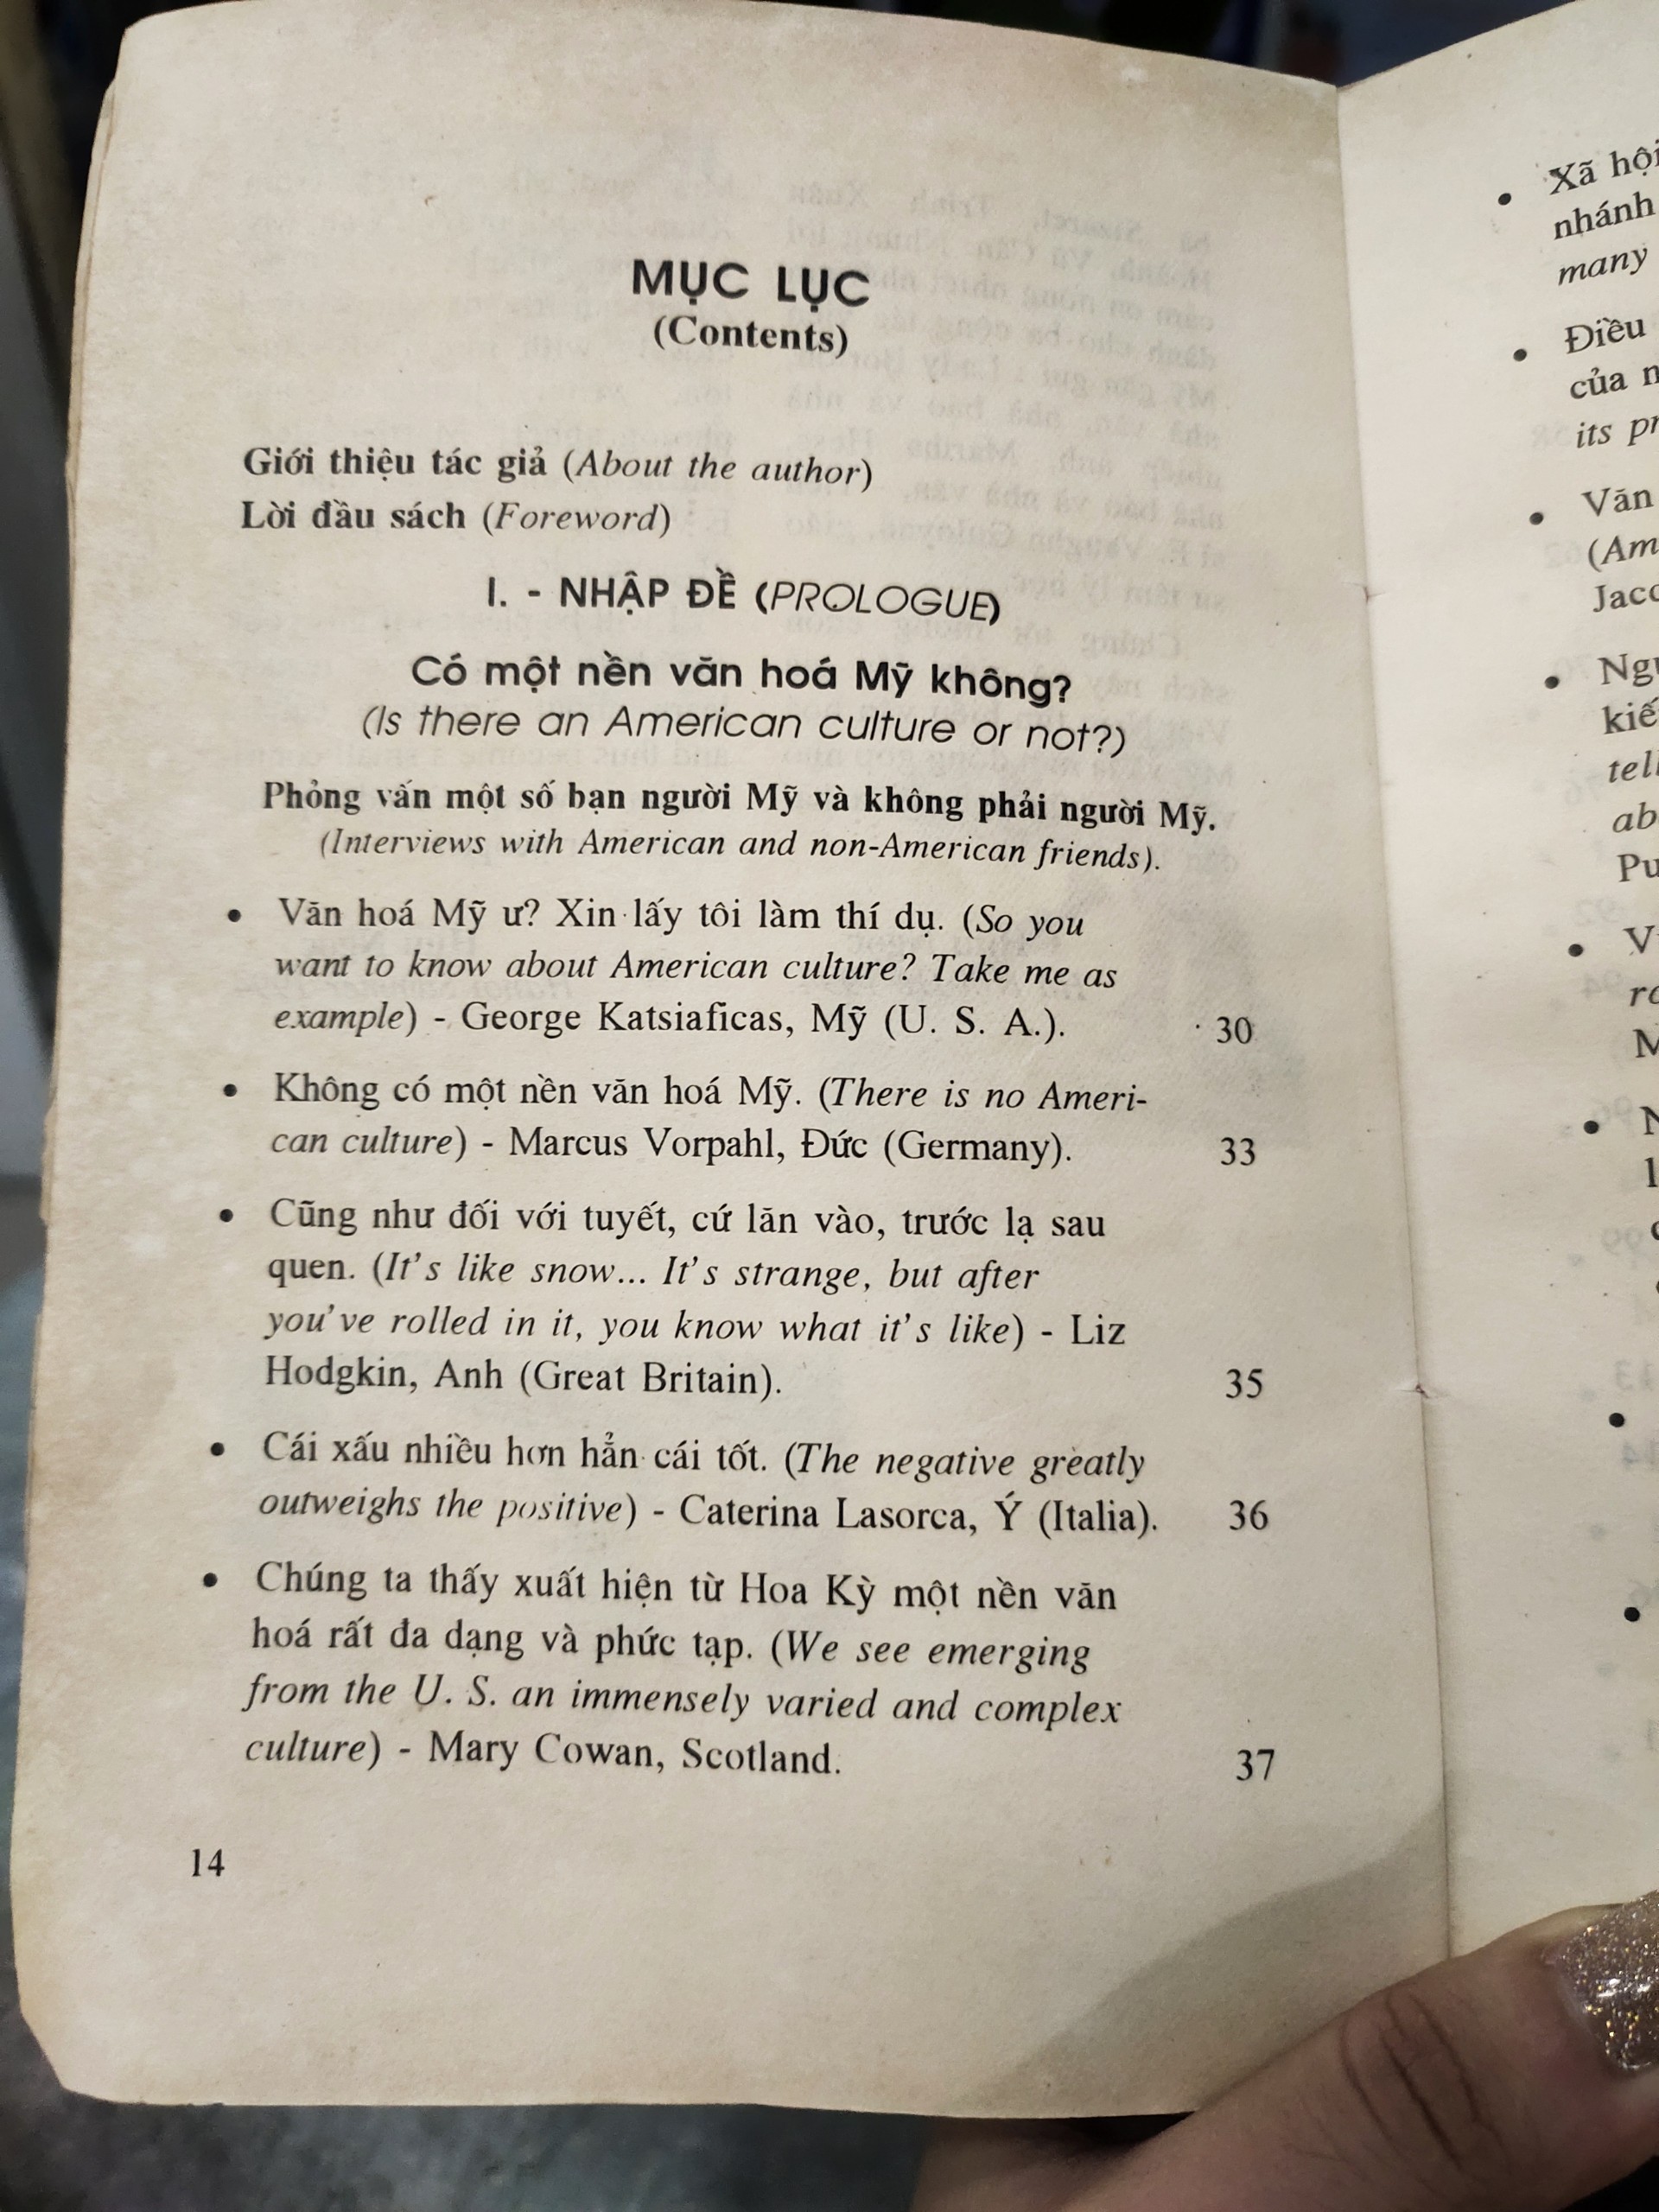 MỤC LỤC
(Contents)
Giới thiệu tác giả (About the author)
Lời đầu sách (Foreword)
I. - NHẬP ĐỀ (PROLOGUE)
Có một nền văn hoá Mỹ không?
(Is there an American culture or not?)
Phỏng vấn một số bạn người Mỹ và không phải người Mỹ.
(Interviews with American and non-American friends).
• Văn hoá Mỹ ư? Xin lấy tôi làm thí dụ. (So you
want to know about American culture? Take me as
example) - George Katsiaficas, Mỹ (U. S. A.). 30
• Không có một nền văn hoá Mỹ. (There is no Ameri-
can culture) - Marcus Vorpahl, Đức (Germany). 33
• Cũng như đối với tuyết, cứ lăn vào, trước lạ sau
quen. (It's like snow... It's strange, but after
you've rolled in it, you know what it's like) - Liz
Hodgkin, Anh (Great Britain). 35
• Cái xấu nhiều hơn hẳn cái tốt. (The negative greatly
outweighs the positive) - Caterina Lasorca, Ý (Italia). 36
• Chúng ta thấy xuất hiện từ Hoa Kỳ một nền văn
hoá rất đa dạng và phức tạp. (We see emerging
from the U. S. an immensely varied and complex
culture) - Mary Cowan, Scotland. 37
14
• Xã hội
nhánh
many
• Điều
của
its
• Văn